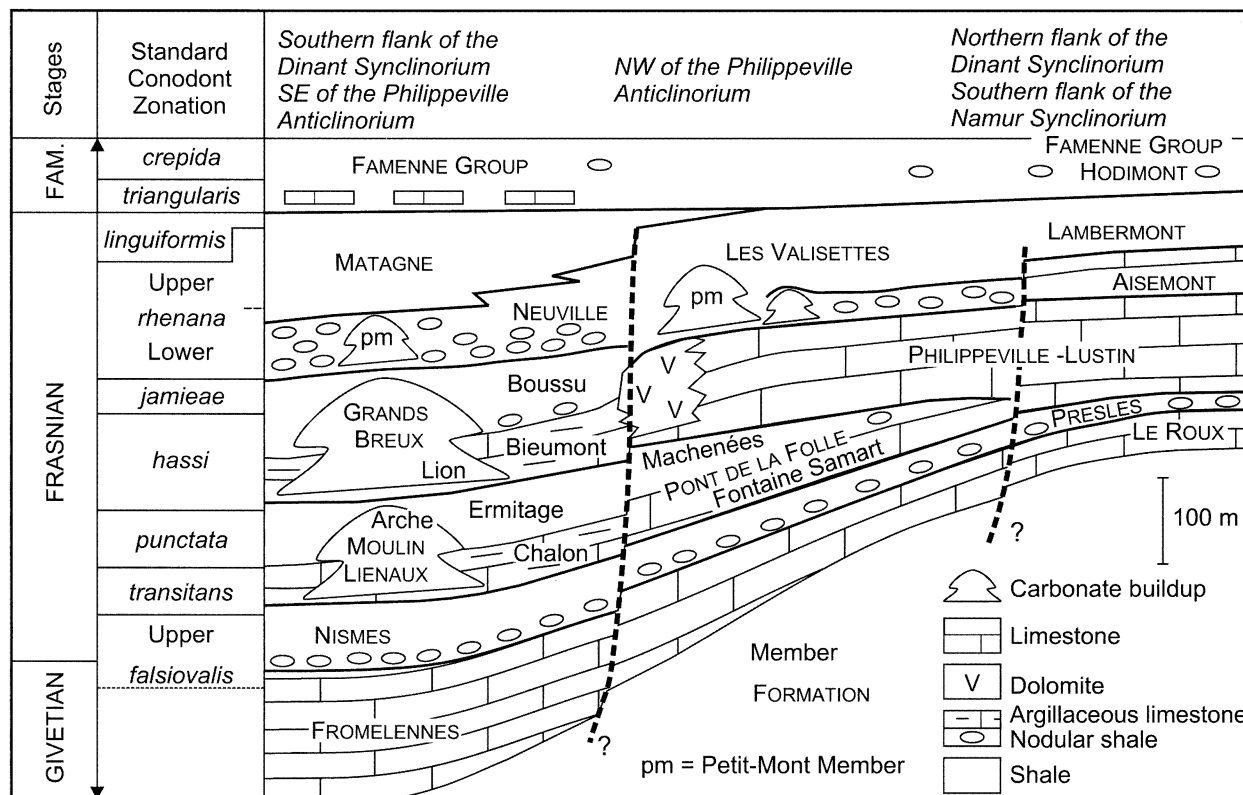 Stages
Standard
Conodont
Zonation
Southern flank of the
Dinant Synclinorium
SE of the Philippeville
Anticlinorium
NW of the Philippeville
Anticlinorium
Northern flank of the
Dinant Synclinorium
Southern flank of the
Namur Synclinorium
FAM.
crepida
triangularis
FAMENNE GROUP
FAMENNE GROUP
HODIMONT
FRASNIAN
linguiformis
Upper
rhenana
Lower
jamieae
hassi
punctata
transitans
Upper
falsiovalis
GIVETIAN
MATAGNE
LES VALISETTES
LAMBERMONT
AISEMONT
NEUVILLE
pm
pm
PHILIPPEVILLE -LUSTIN
Boussu
V
V
V
GRANDS
BREUX
Bieumont
Lion
Machenées
PONT DE LA FOLLE
Fontaine Samart
PRESLES
LE ROUX
Ermitage
Arche
MOULIN
LIENAUX
Chalon
NISMES
FROMELENNES
?
?
100 m
Member
FORMATION
pm = Petit-Mont Member
Carbonate buildup
Limestone
V Dolomite
Argillaceous limestone
Nodular shale
Shale